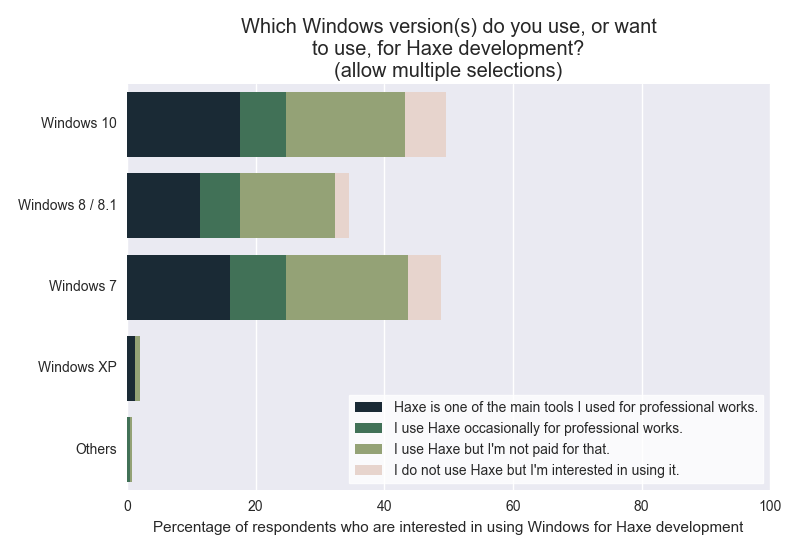 Which Windows version(s) do you use, or want
to use, for Haxe development?
(allow multiple selections)
Windows 10
Windows 8 / 8.1
Windows 7
Windows XP
Others
Haxe is one of the main tools I used for professional works.
I use Haxe occasionally for professional works.
I use Haxe but I'm not paid for that.
I do not use Haxe but I'm interested in using it.
0 20 40 60 80 100
Percentage of respondents who are interested in using Windows for Haxe development